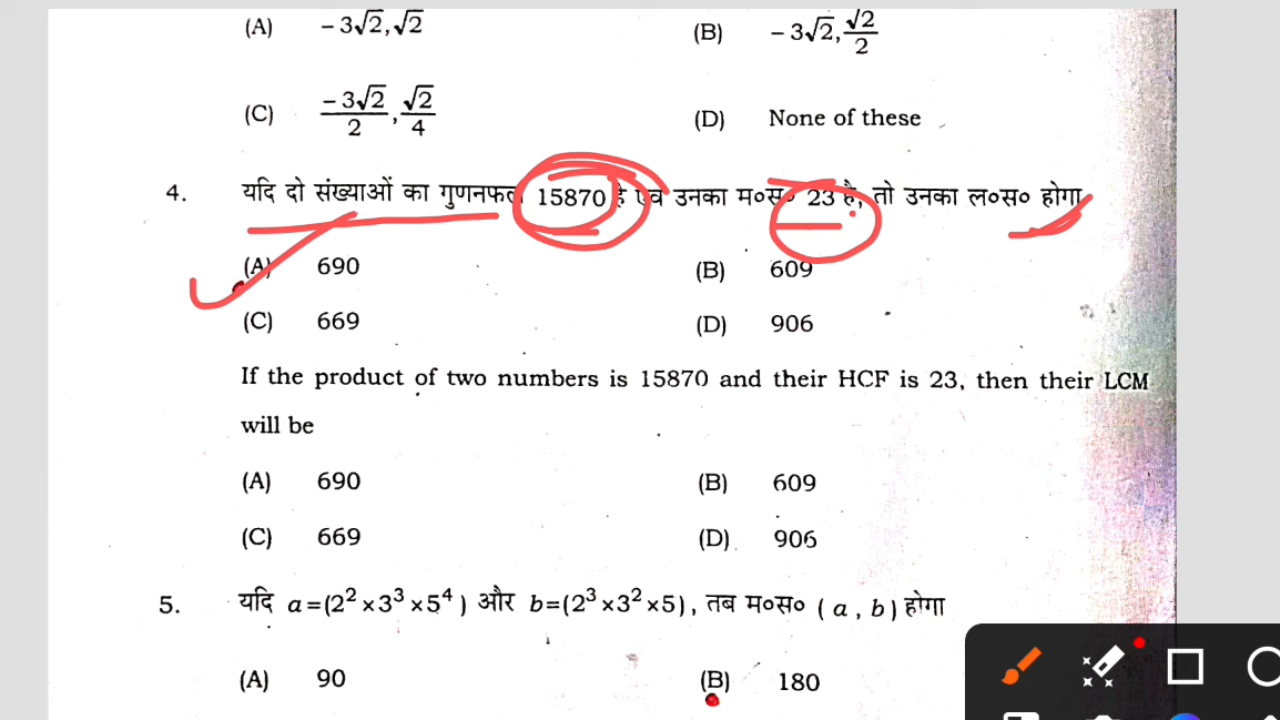 (A) – 3√2, √2 (B) – 3√2, √2/2
(C) – 3√2/2, √2/4 (D) None of these
4. यदि दो संख्याओं का गुणनफल 15870 है एवं उनका म०स० 23 है, तो उनका ल०स० होगा
(A) 690 (B) 609
(C) 669 (D) 906
If the product of two numbers is 15870 and their HCF is 23, then their LCM
will be
(A) 690 (B) 609
(C) 669 (D) 906
5. यदि a=(2²×3³×5⁴) और b=(2³×3²×5), तब म०स० (a, b) होगा
(A) 90 (B) 180